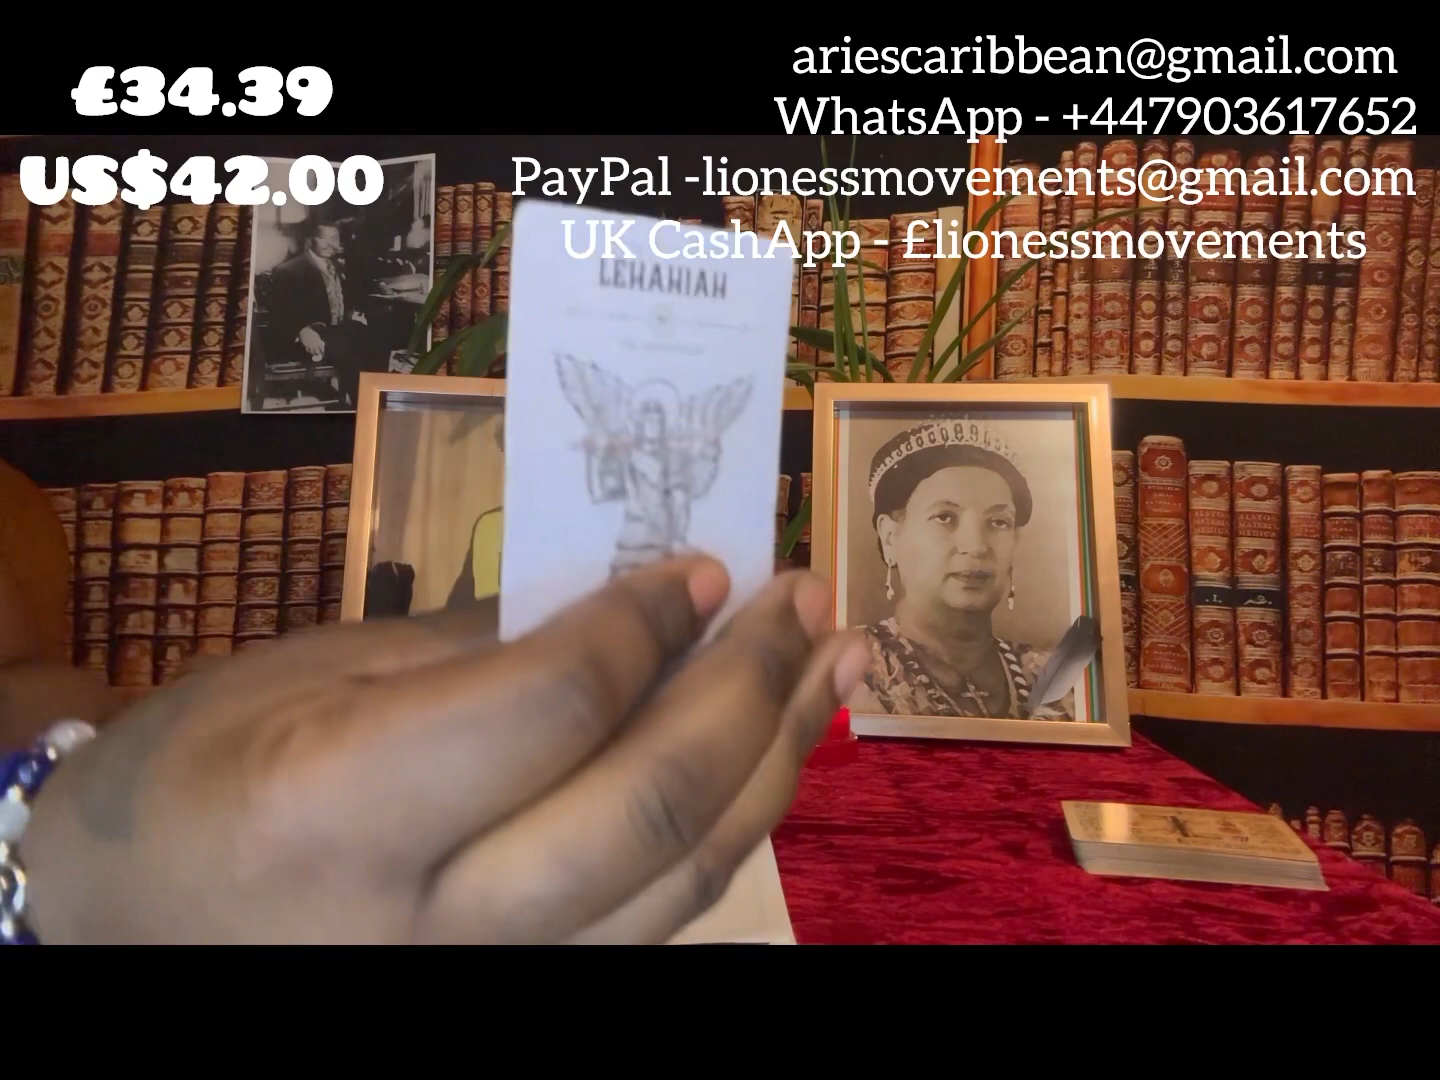 £34.39
US$42.00
ariescaribbean@gmail.com
WhatsApp - +447903617652
PayPal -lionessmovements@gmail.com
UK CashApp - £lionessmovements
LEHAHIAH